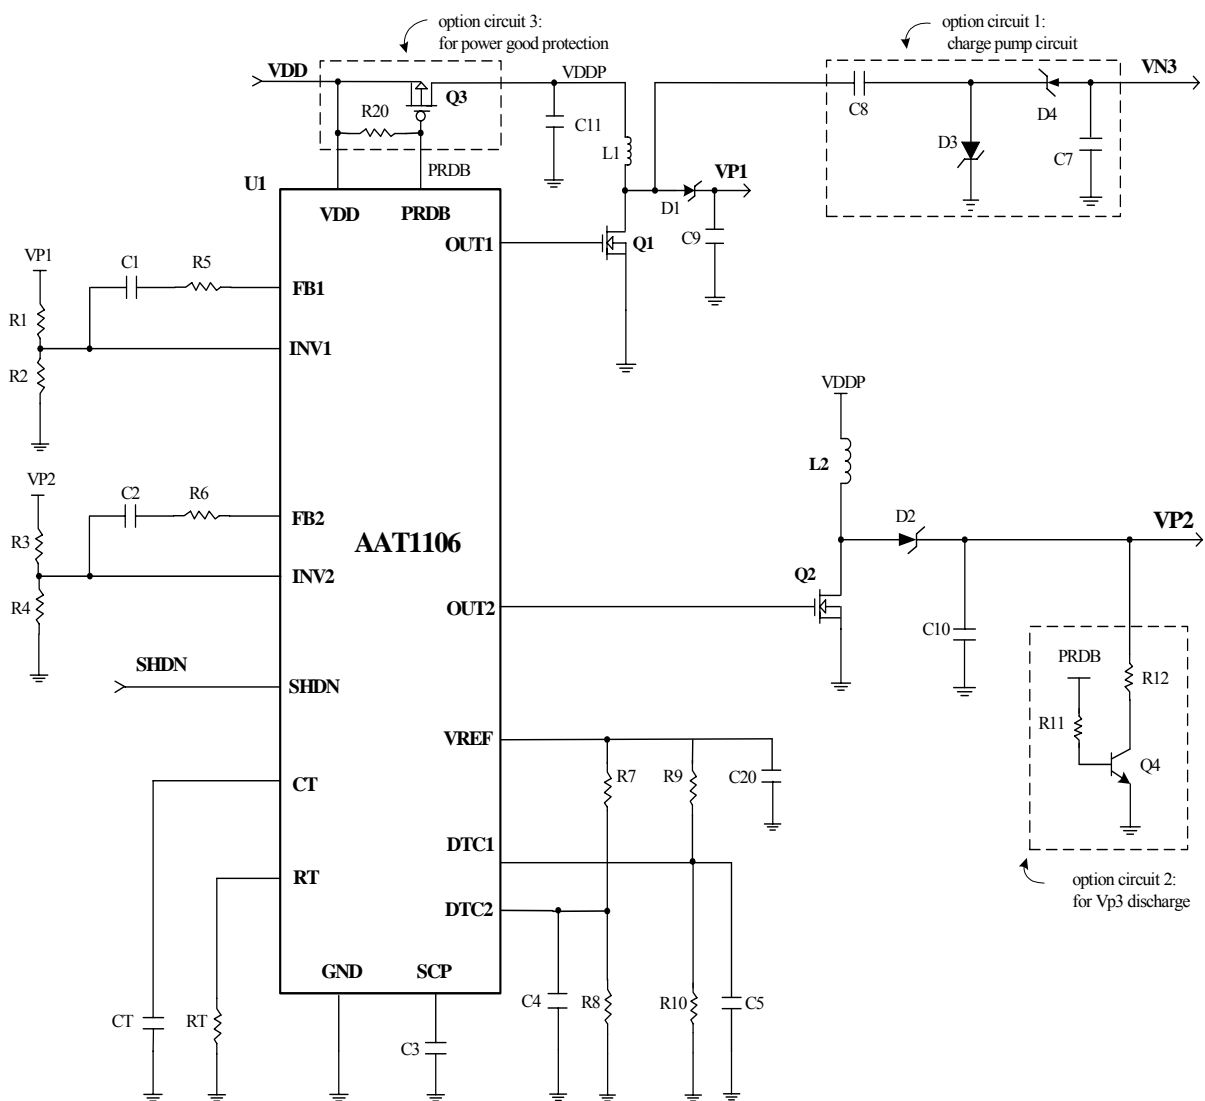 option circuit 3:
for power good protection
option circuit 1:
charge pump circuit
VDD
VDDP
VN3
Q3
R20
C11
C8
D4
L1
D3
C7
PRDB
U1
VP1
VDD
PRDB
D1
OUT1
Q1
C9
VP1
C1
R5
FB1
R1
INV1
R2
VDDP
L2
VP2
C2
R6
FB2
D2
VP2
R3
AAT1106
INV2
Q2
R4
OUT2
C10
SHDN
SHDN
PRDB
R12
R11
VREF
R7
R9
C20
Q4
CT
DTC1
RT
option circuit 2:
for Vp3 discharge
DTC2
GND
SCP
C4
R8
R10
C5
CT
RT
C3